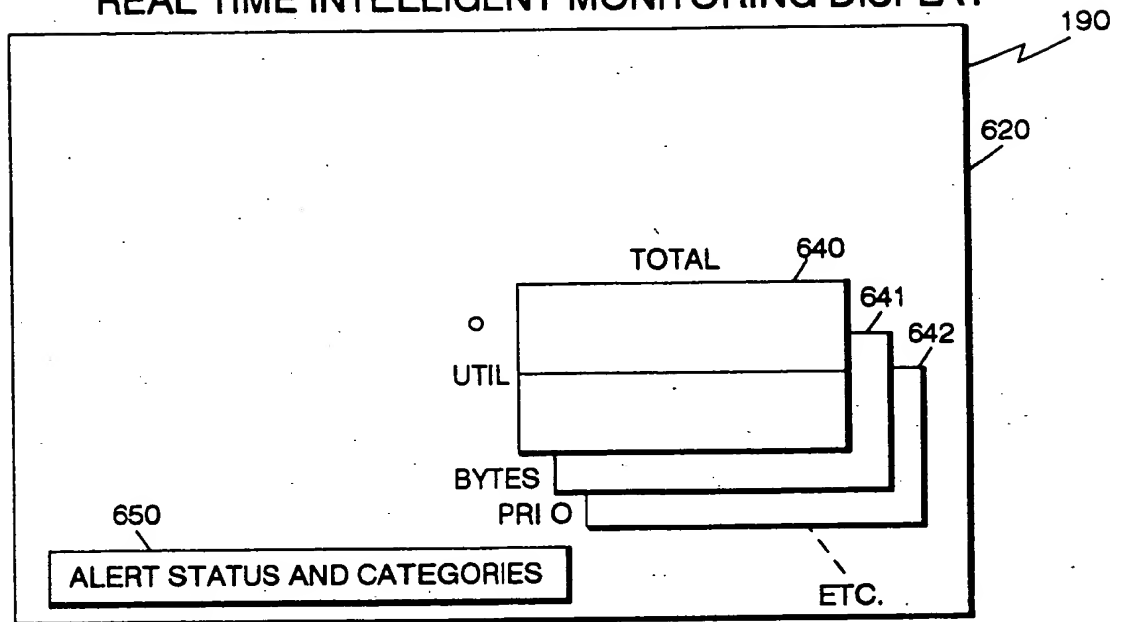 REAL TIME INTELLIGENT MONITORING DISPLAY
190
620
TOTAL
640
641
642
UTIL
BYTES
PRI O
650
ALERT STATUS AND CATEGORIES
ETC.